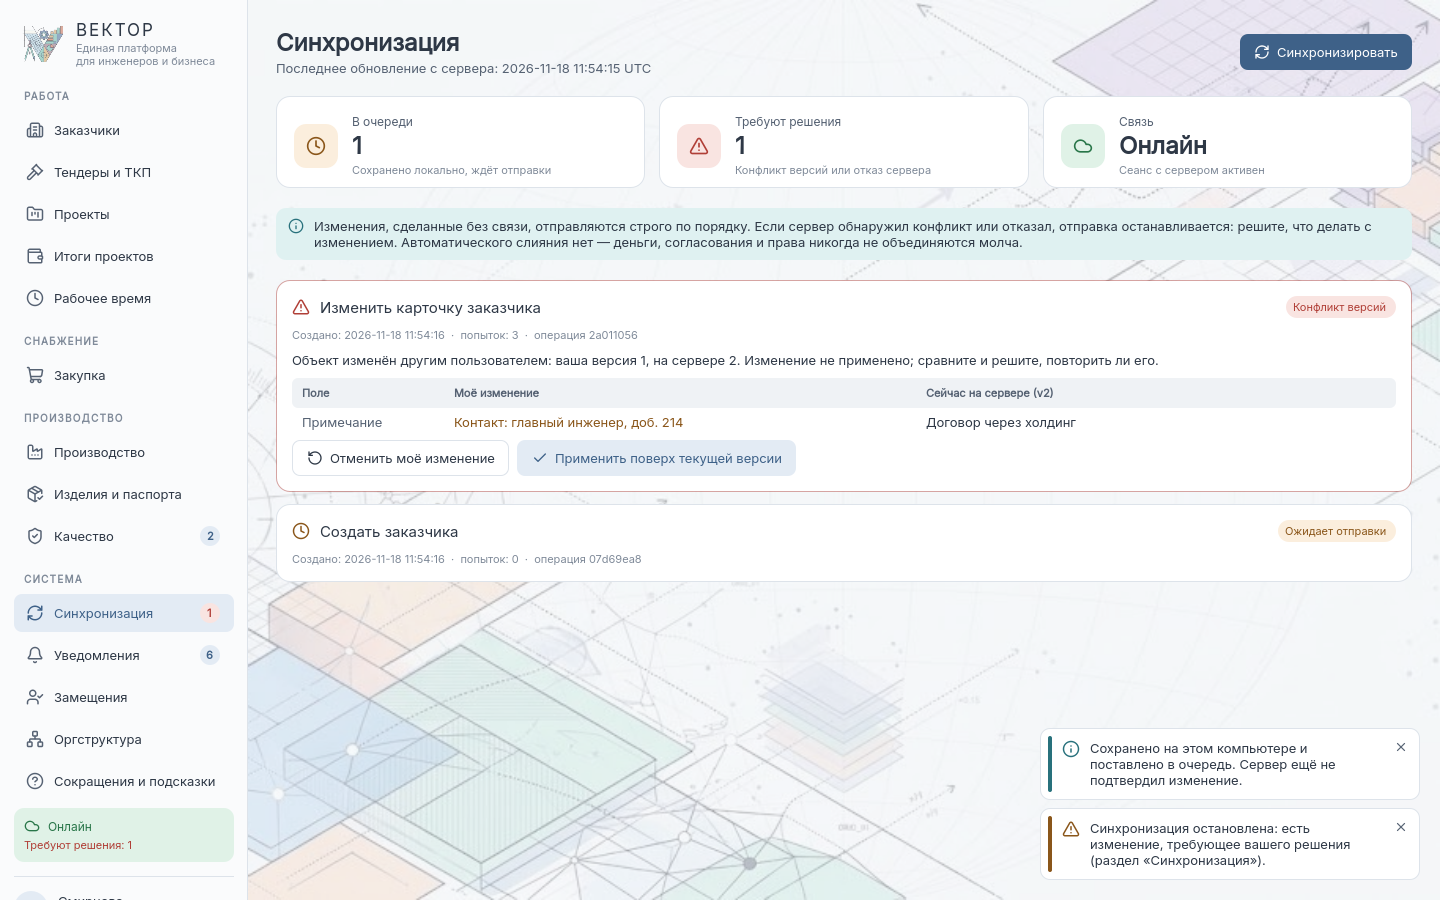 ВЕКТОР
Единая платформа
для инженеров и бизнеса
РАБОТА
Заказчики
Тендеры и ТКП
Проекты
Итоги проектов
Рабочее время
СНАБЖЕНИЕ
Закупка
ПРОИЗВОДСТВО
Производство
Изделия и паспорта
Качество 2
СИСТЕМА
Синхронизация 1
Уведомления 6
Замещения
Оргструктура
Сокращения и подсказки
Онлайн
Требуют решения: 1
Синхронизация
Последнее обновление с сервера: 2026-11-18 11:54:15 UTC
Синхронизировать
В очереди
1
Сохранено локально, ждёт отправки
Требуют решения
1
Конфликт версий или отказ сервера
Связь
Онлайн
Сеанс с сервером активен
Изменения, сделанные без связи, отправляются строго по порядку. Если сервер обнаружил конфликт или отказал, отправка останавливается: решите, что делать с
изменением. Автоматического слияния нет — деньги, согласования и права никогда не объединяются молча.
Изменить карточку заказчика
Конфликт версий
Создано: 2026-11-18 11:54:16 · попыток: 3 · операция 2a011056
Объект изменён другим пользователем: ваша версия 1, на сервере 2. Изменение не применено; сравните и решите, повторить ли его.
Поле Моё изменение Сейчас на сервере (v2)
Примечание Контакт: главный инженер, доб. 214 Договор через холдинг
Отменить моё изменение Применить поверх текущей версии
Создать заказчика
Ожидает отправки
Создано: 2026-11-18 11:54:16 · попыток: 0 · операция 07d69ea8
Сохранено на этом компьютере и
поставлено в очередь. Сервер ещё не
подтвердил изменение.
Синхронизация остановлена: есть
изменение, требующее вашего решения
(раздел «Синхронизация»).